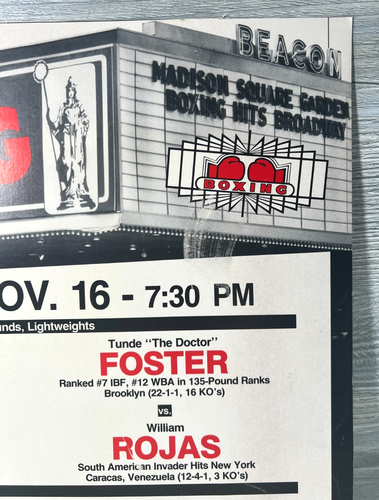 BEACON
MADISON SQUARE GARDEN
BOXING HITS BROADWAY
G
BOXING
OV. 16 - 7:30 PM
unds, Lightweights
Tunde "The Doctor"
FOSTER
Ranked #7 IBF, #12 WBA in 135-Pound Ranks
Brooklyn (22-1-1, 16 KO's)
vs.
William
ROJAS
South American Invader Hits New York
Caracas, Venezuela (12-4-1, 3 KO's)